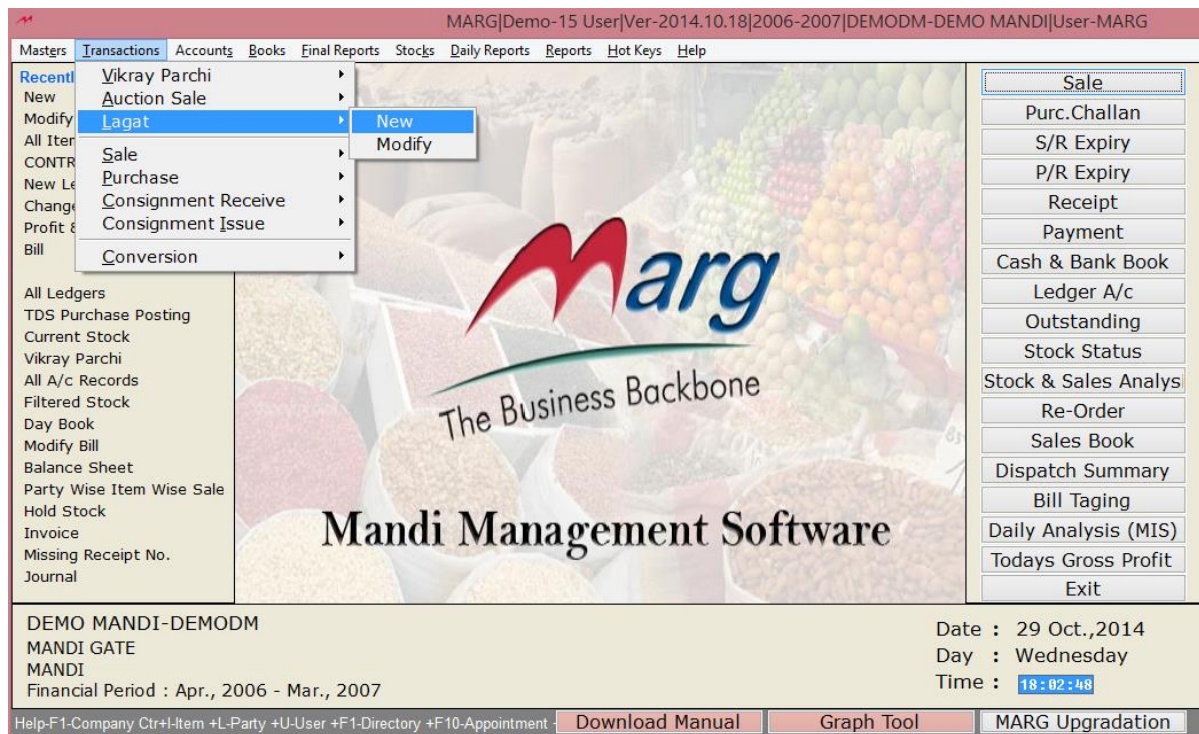 MARG|Demo-15 User|Ver-2014.10.18|2006-2007|DEMODM-DEMO MANDI|User-MARG
Masters Transactions Accounts Books Final Reports Stocks Daily Reports Reports Hot Keys Help
Recentl
New
Modify
All Iter
CONTR
New Le
Change
Profit &
Bill
All Ledgers
TDS Purchase Posting
Current Stock
Vikray Parchi
All A/c Records
Filtered Stock
Day Book
Modify Bill
Balance Sheet
Party Wise Item Wise Sale
Hold Stock
Invoice
Missing Receipt No.
Journal
Vikray Parchi
Auction Sale
Lagat
Sale
Purchase
Consignment Receive
Consignment Issue
Conversion
New
Modify
Marg
The Business Backbone
Mandi Management Software
Sale
Purc.Challan
S/R Expiry
P/R Expiry
Receipt
Payment
Cash & Bank Book
Ledger A/c
Outstanding
Stock Status
Stock & Sales Analysi
Re-Order
Sales Book
Dispatch Summary
Bill Taging
Daily Analysis (MIS)
Todays Gross Profit
Exit
DEMO MANDI-DEMODM
MANDI GATE
MANDI
Financial Period : Apr., 2006 - Mar., 2007
Date : 29 Oct.,2014
Day : Wednesday
Time : 18:02:48
Help-F1-Company Ctr+I-Item +L-Party +U-User +F1-Directory +F10-Appointment -
Download Manual
Graph Tool
MARG Upgradation